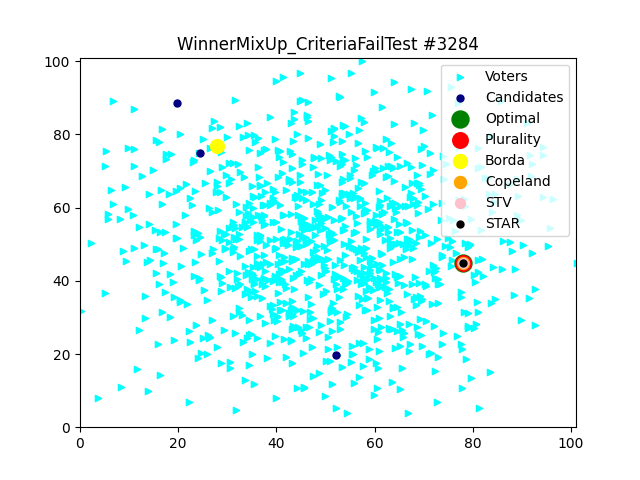 WinnerMixUp_CriteriaFailTest #3284
100
80
60
40
20
0
0
20
40
60
80
100
Voters
Candidates
Optimal
Plurality
Borda
Copeland
STV
STAR